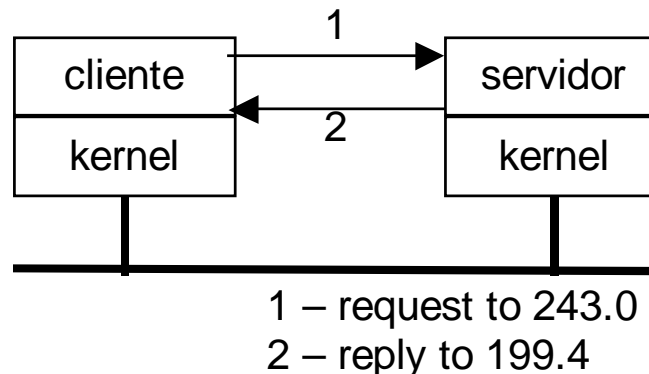 1
cliente
servidor
2
kernel
kernel
1 – request to 243.0
2 – reply to 199.4